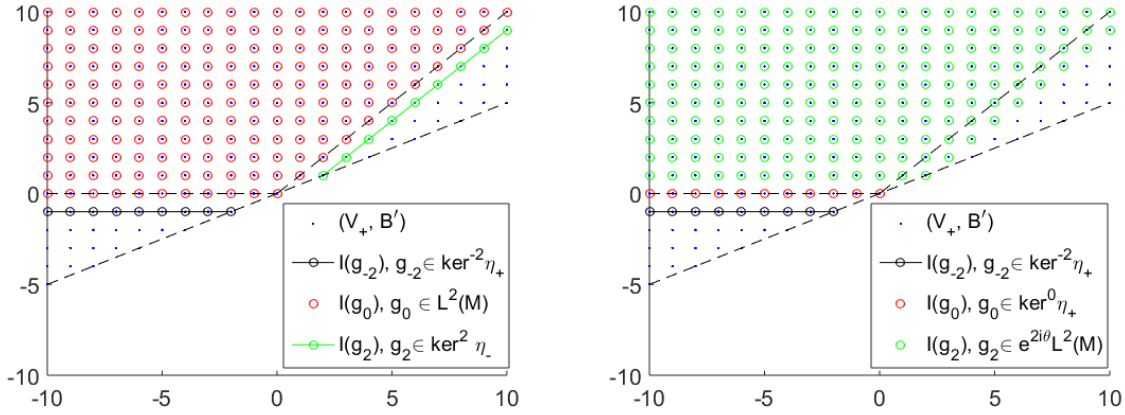 10
5
0
-5
-10
-10
-5
0
5
10
(V₊, B′)
I(g₋₂), g₋₂ ∈ ker⁻² η₊
I(g₀), g₀ ∈ L²(M)
I(g₂), g₂ ∈ ker² η₋
10
5
0
-5
-10
-10
-5
0
5
10
(V₊, B′)
I(g₋₂), g₋₂ ∈ ker⁻² η₊
I(g₀), g₀ ∈ ker⁰ η₊
I(g₂), g₂ ∈ e^{2iθ}L²(M)